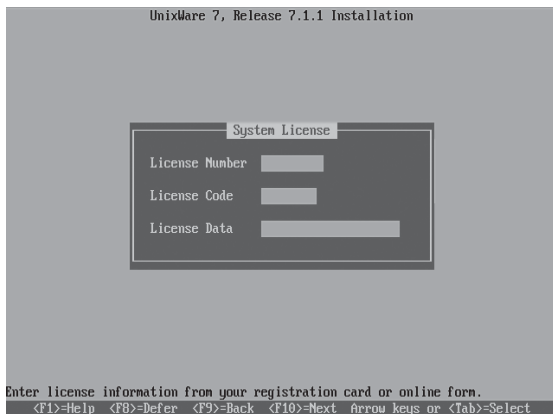 UnixWare 7, Release 7.1.1 Installation
System License
License Number
License Code
License Data
Enter license information from your registration card or online form.
<F1>=Help <F8>=Defer <F9>=Back <F10>=Next Arrow keys or <Tab>=Select